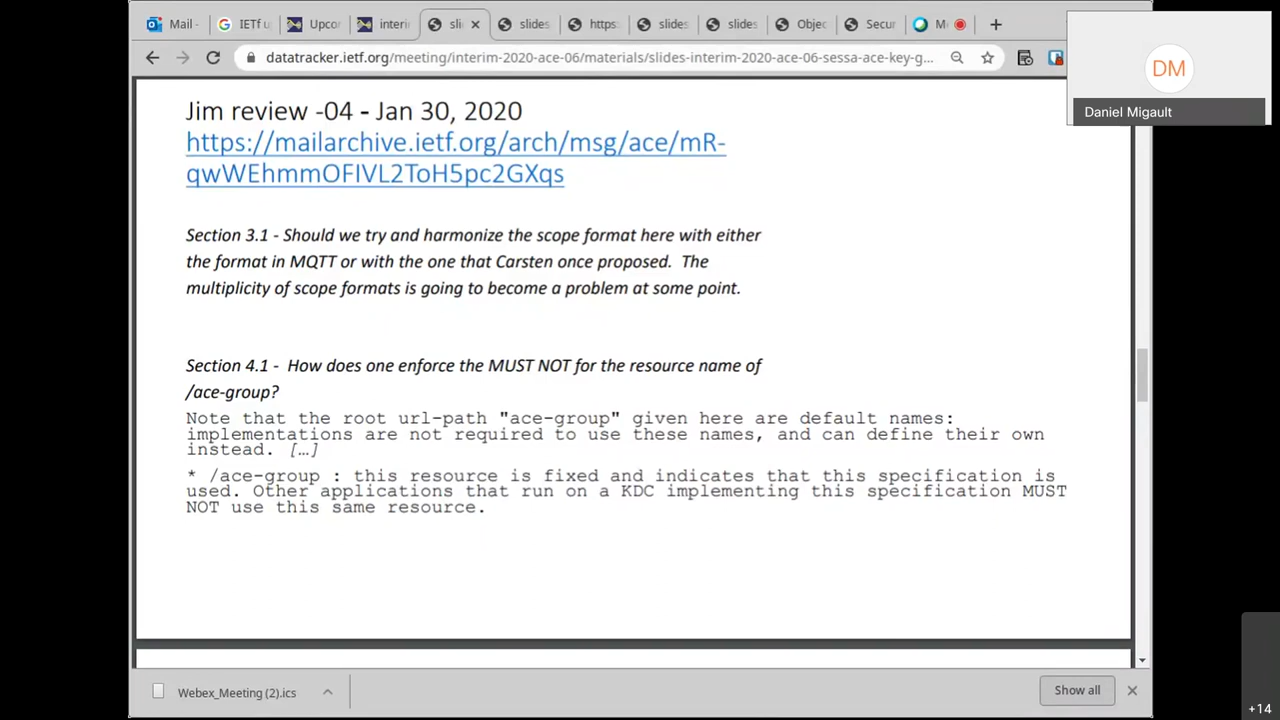 Mail -
IETf u
Upcor
interi
sli
slides
https:
slides
slides
Objec
Secur
M
datatracker.ietf.org/meeting/interim-2020-ace-06/materials/slides-interim-2020-ace-06-sessa-ace-key-g...
DM
Daniel Migault
Jim review -04 - Jan 30, 2020
https://mailarchive.ietf.org/arch/msg/ace/mR-
qwWEhmmOFIVL2ToH5pc2GXqs
Section 3.1 - Should we try and harmonize the scope format here with either
the format in MQTT or with the one that Carsten once proposed. The
multiplicity of scope formats is going to become a problem at some point.
Section 4.1 - How does one enforce the MUST NOT for the resource name of
/ace-group?
Note that the root url-path "ace-group" given here are default names:
implementations are not required to use these names, and can define their own
instead. […]
* /ace-group : this resource is fixed and indicates that this specification is
used. Other applications that run on a KDC implementing this specification MUST
NOT use this same resource.
Webex_Meeting (2).ics
Show all
+14